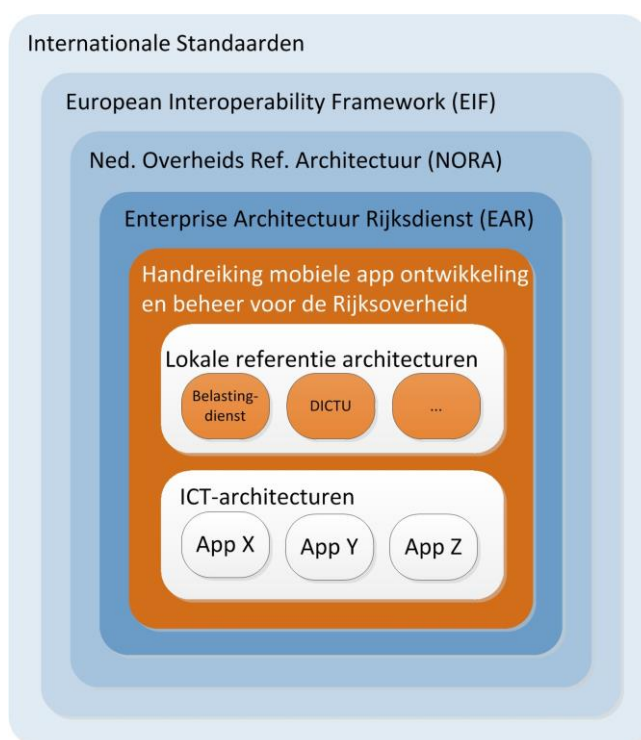 Internationale Standaarden
European Interoperability Framework (EIF)
Ned. Overheids Ref. Architectuur (NORA)
Enterprise Architectuur Rijksdienst (EAR)
Handreiking mobiele app ontwikkeling
en beheer voor de Rijksoverheid
Lokale referentie architecturen
Belasting-
dienst
DICTU
...
ICT-architecturen
App X
App Y
App Z